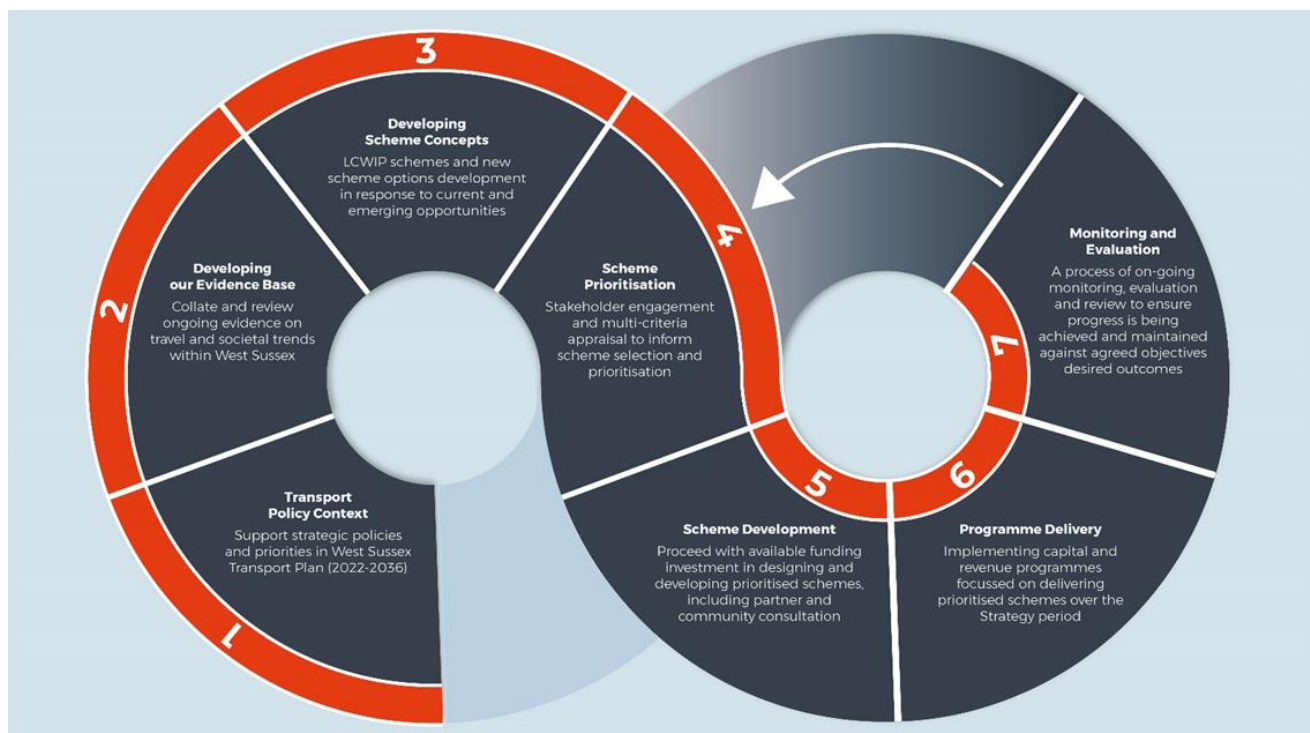 1
Transport
Policy Context
Support strategic policies
and priorities in West Sussex
Transport Plan (2022-2036)
2
Developing
our Evidence Base
Collate and review
ongoing evidence on
travel and societal trends
within West Sussex
3
Developing
Scheme Concepts
LCWIP schemes and new
scheme options development
in response to current and
emerging opportunities
4
Scheme
Prioritisation
Stakeholder engagement
and multi-criteria
appraisal to inform
scheme selection and
prioritisation
5
Scheme Development
Proceed with available funding
investment in designing and
developing prioritised schemes,
including partner and
community consultation
6
Programme Delivery
Implementing capital and
revenue programmes
focussed on delivering
prioritised schemes over the
Strategy period
7
Monitoring and
Evaluation
A process of on-going
monitoring, evaluation
and review to ensure
progress is being
achieved and maintained
against agreed objectives
desired outcomes